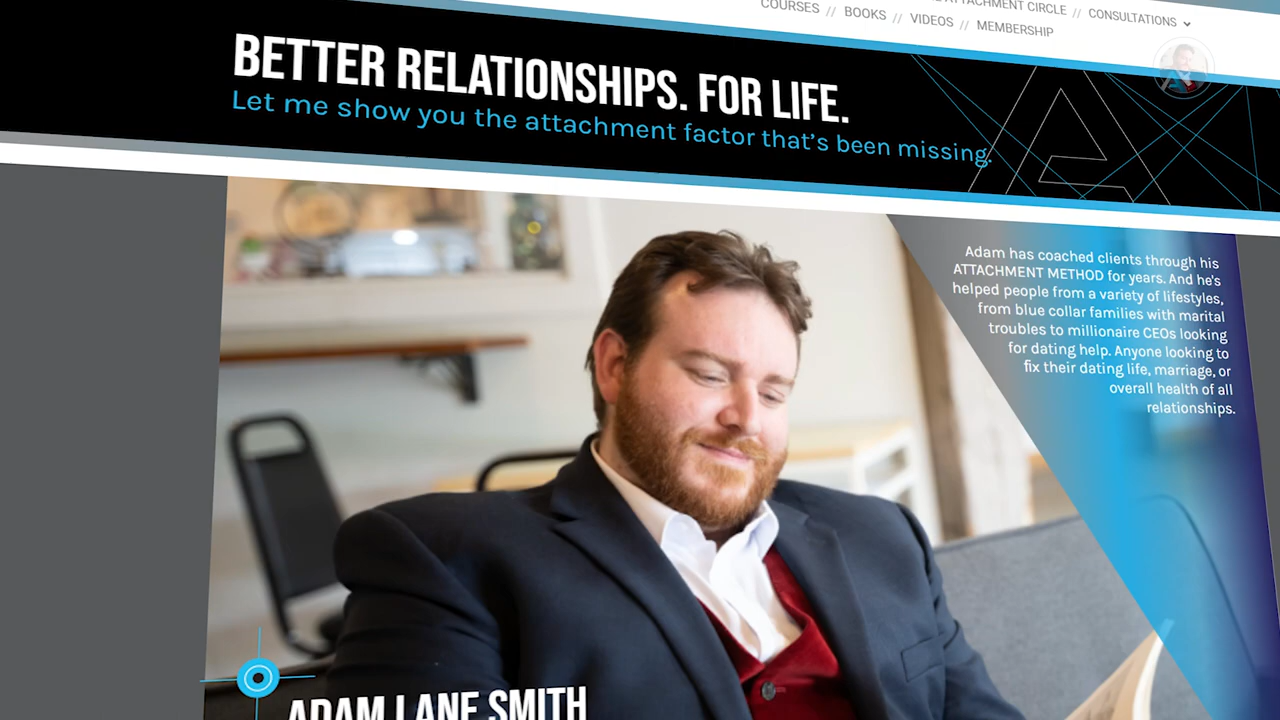 ATTACHMENT CIRCLE // CONSULTATIONS
COURSES // BOOKS // VIDEOS // MEMBERSHIP
BETTER RELATIONSHIPS. FOR LIFE.
Let me show you the attachment factor that's been missing.
Adam has coached clients through his
ATTACHMENT METHOD for years. And he's
helped people from a variety of lifestyles,
from blue collar families with marital
troubles to millionaire CEOs looking
for dating help. Anyone looking to
fix their dating life, marriage, or
overall health of all
relationships.
ADAM LANE SMITH